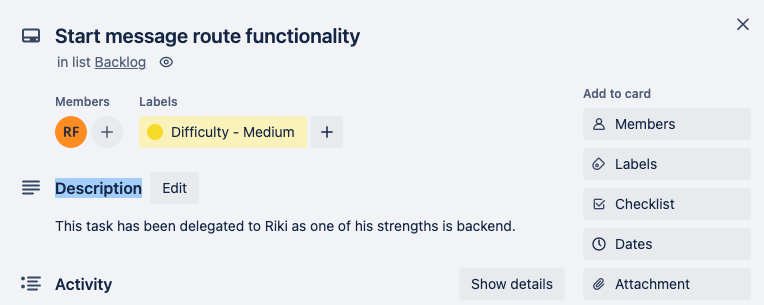 Start message route functionality
in list Backlog
Members
Labels
RF
Difficulty - Medium
Description
Edit
This task has been delegated to Riki as one of his strengths is backend.
Activity
Show details
Add to card
Members
Labels
Checklist
Dates
Attachment